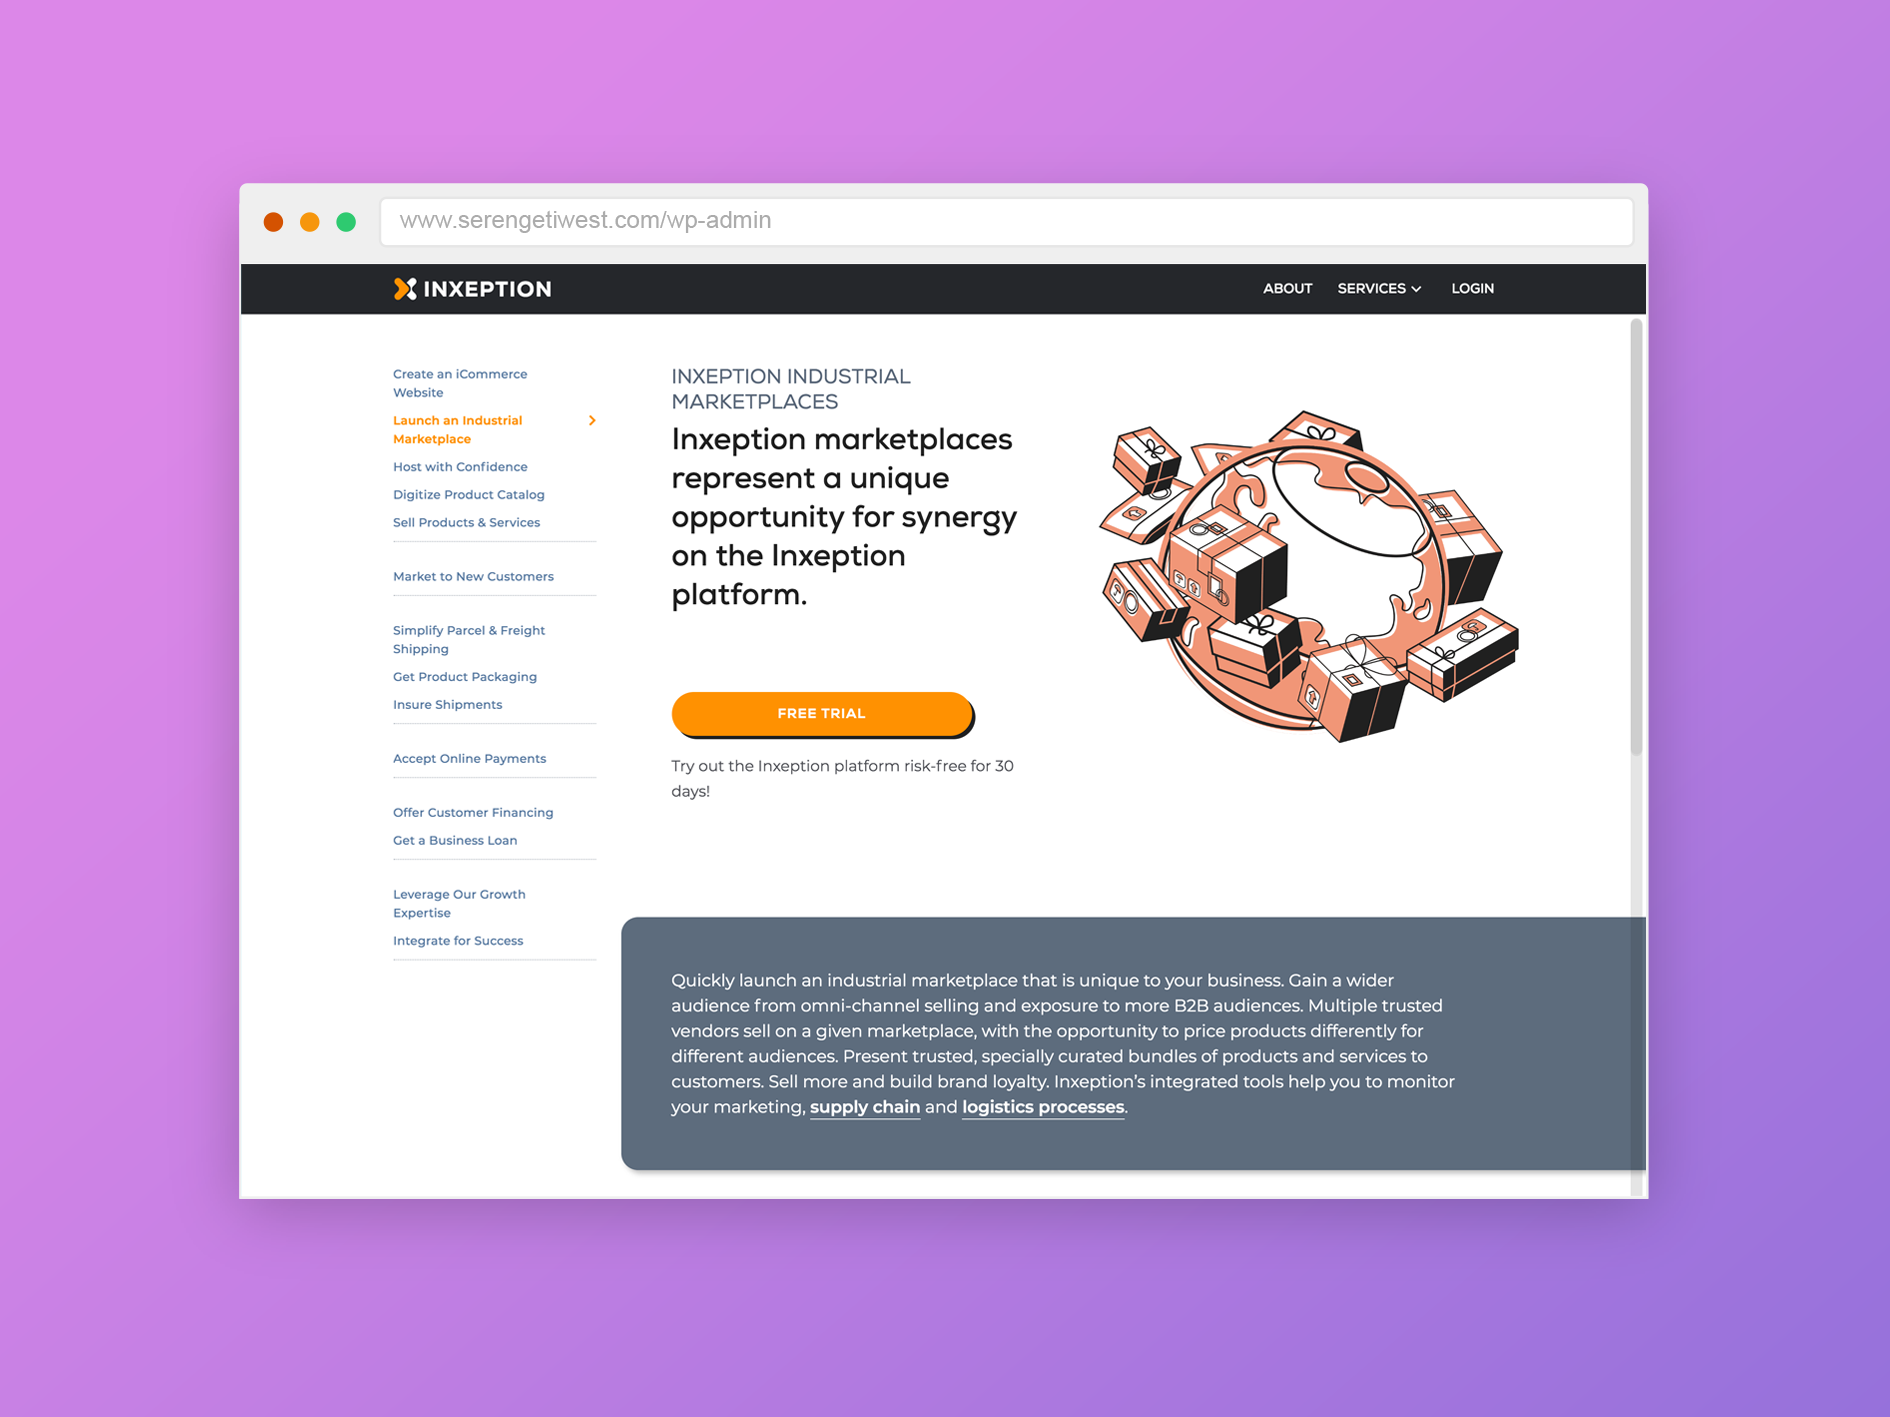 www.serengetiwest.com/wp-admin
INXEPTION
ABOUT
SERVICES
LOGIN
Create an iCommerce
Website
Launch an Industrial
Marketplace
Host with Confidence
Digitize Product Catalog
Sell Products & Services
Market to New Customers
Simplify Parcel & Freight
Shipping
Get Product Packaging
Insure Shipments
Accept Online Payments
Offer Customer Financing
Get a Business Loan
Leverage Our Growth
Expertise
Integrate for Success
INXEPTION INDUSTRIAL
MARKETPLACES
Inxeption marketplaces
represent a unique
opportunity for synergy
on the Inxeption
platform.
FREE TRIAL
Try out the Inxeption platform risk-free for 30
days!
Quickly launch an industrial marketplace that is unique to your business. Gain a wider
audience from omni-channel selling and exposure to more B2B audiences. Multiple trusted
vendors sell on a given marketplace, with the opportunity to price products differently for
different audiences. Present trusted, specially curated bundles of products and services to
customers. Sell more and build brand loyalty. Inxeption’s integrated tools help you to monitor
your marketing, supply chain and logistics processes.